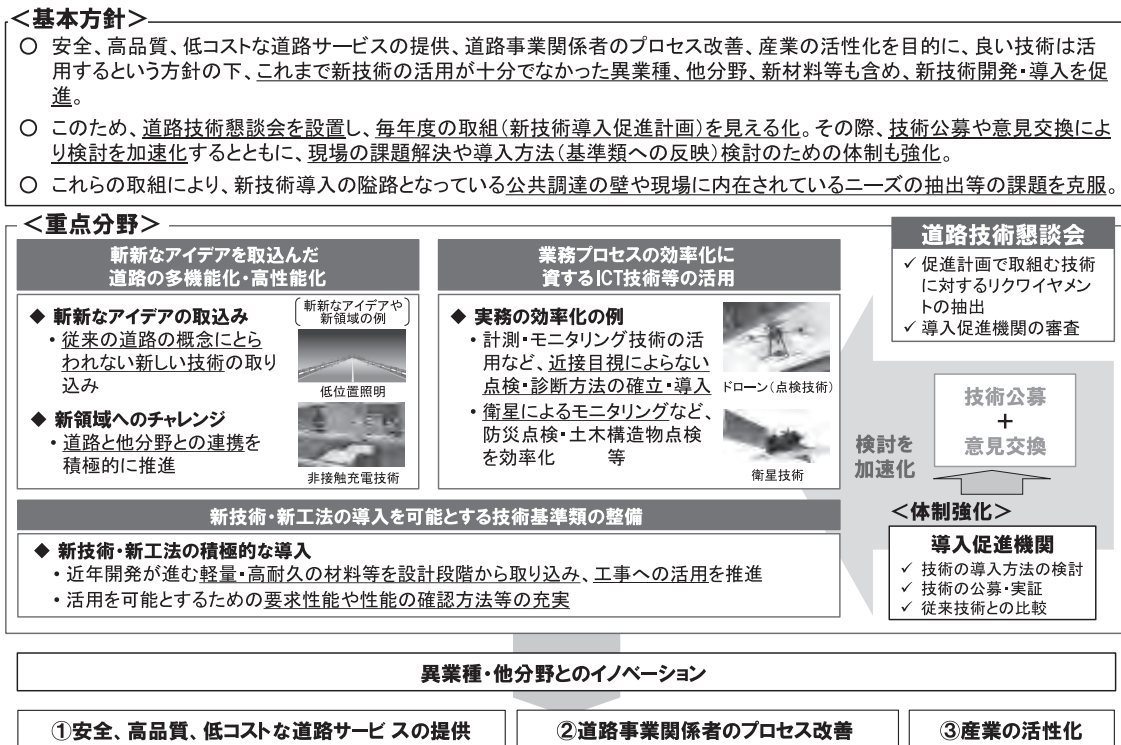 ＜基本方針＞
○ 安全、高品質、低コストな道路サービスの提供、道路事業関係者のプロセス改善、産業の活性化を目的に、良い技術は活
用するという方針の下、これまで新技術の活用が十分でなかった異業種、他分野、新材料等も含め、新技術開発・導入を促
進。
○ このため、道路技術懇談会を設置し、毎年度の取組（新技術導入促進計画）を見える化。その際、技術公募や意見交換によ
り検討を加速化するとともに、現場の課題解決や導入方法（基準類への反映）検討のための体制も強化。
○ これらの取組により、新技術導入の隘路となっている公共調達の壁や現場に内在されているニーズの抽出等の課題を克服。
＜重点分野＞
斬新なアイデアを取込んだ
道路の多機能化・高性能化
◆ 斬新なアイデアの取込み
・従来の道路の概念にとら
われない新しい技術の取り
込み
◆ 新領域へのチャレンジ
・道路と他分野との連携を
積極的に推進
斬新なアイデアや
新領域の例
低位置照明
非接触充電技術
業務プロセスの効率化に
資するICT技術等の活用
◆ 実務の効率化の例
・計測・モニタリング技術の活
用など、近接目視によらない
点検・診断方法の確立・導入
・衛星によるモニタリングなど、
防災点検・土木構造物点検
を効率化 等
ドローン（点検技術）
衛星技術
新技術・新工法の導入を可能とする技術基準類の整備
◆ 新技術・新工法の積極的な導入
・近年開発が進む軽量・高耐久の材料等を設計段階から取り込み、工事への活用を推進
・活用を可能とするための要求性能や性能の確認方法等の充実
道路技術懇談会
✓ 促進計画で取組む技術
に対するリクワイヤメン
トの抽出
✓ 導入促進機関の審査
技術公募
＋
意見交換
検討を
加速化
＜体制強化＞
導入促進機関
✓ 技術の導入方法の検討
✓ 技術の公募・実証
✓ 従来技術との比較
異業種・他分野とのイノベーション
①安全、高品質、低コストな道路サービスの提供
②道路事業関係者のプロセス改善
③産業の活性化